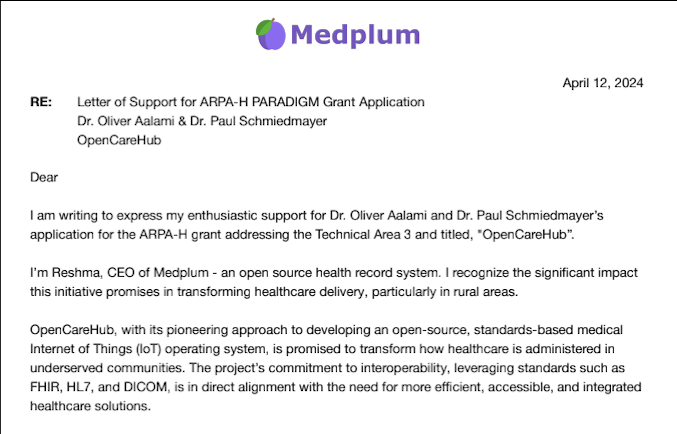 Medplum
April 12, 2024
RE: Letter of Support for ARPA-H PARADIGM Grant Application
Dr. Oliver Aalami & Dr. Paul Schmiedmayer
OpenCareHub
Dear
I am writing to express my enthusiastic support for Dr. Oliver Aalami and Dr. Paul Schmiedmayer's
application for the ARPA-H grant addressing the Technical Area 3 and titled, "OpenCareHub”.
I'm Reshma, CEO of Medplum - an open source health record system. I recognize the significant impact
this initiative promises in transforming healthcare delivery, particularly in rural areas.
OpenCareHub, with its pioneering approach to developing an open-source, standards-based medical
Internet of Things (IoT) operating system, is promised to transform how healthcare is administered in
underserved communities. The project's commitment to interoperability, leveraging standards such as
FHIR, HL7, and DICOM, is in direct alignment with the need for more efficient, accessible, and integrated
healthcare solutions.